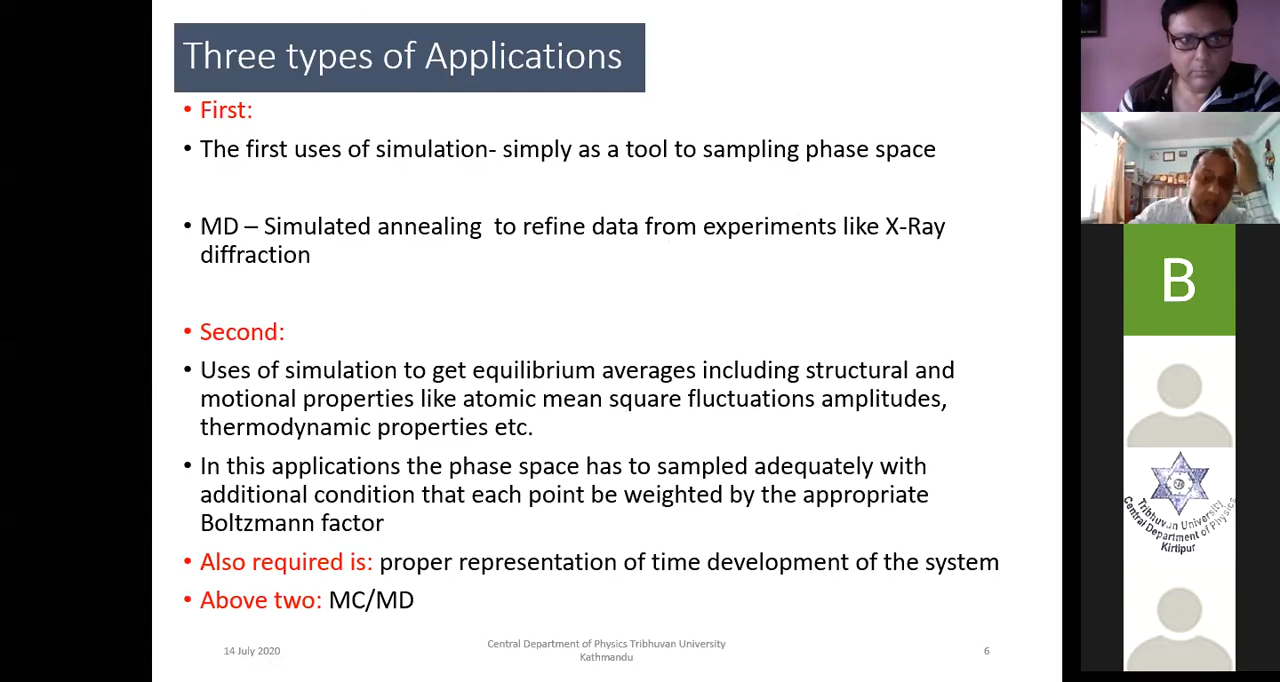 Three types of Applications
• First:
• The first uses of simulation- simply as a tool to sampling phase space
• MD – Simulated annealing to refine data from experiments like X-Ray
diffraction
• Second:
• Uses of simulation to get equilibrium averages including structural and
motional properties like atomic mean square fluctuations amplitudes,
thermodynamic properties etc.
• In this applications the phase space has to sampled adequately with
additional condition that each point be weighted by the appropriate
Boltzmann factor
• Also required is: proper representation of time development of the system
• Above two: MC/MD
14 July 2020
Central Department of Physics Tribhuvan University
Kathmandu
6
B
Tribhuvan University
Central Department of Physics
Kirtipur